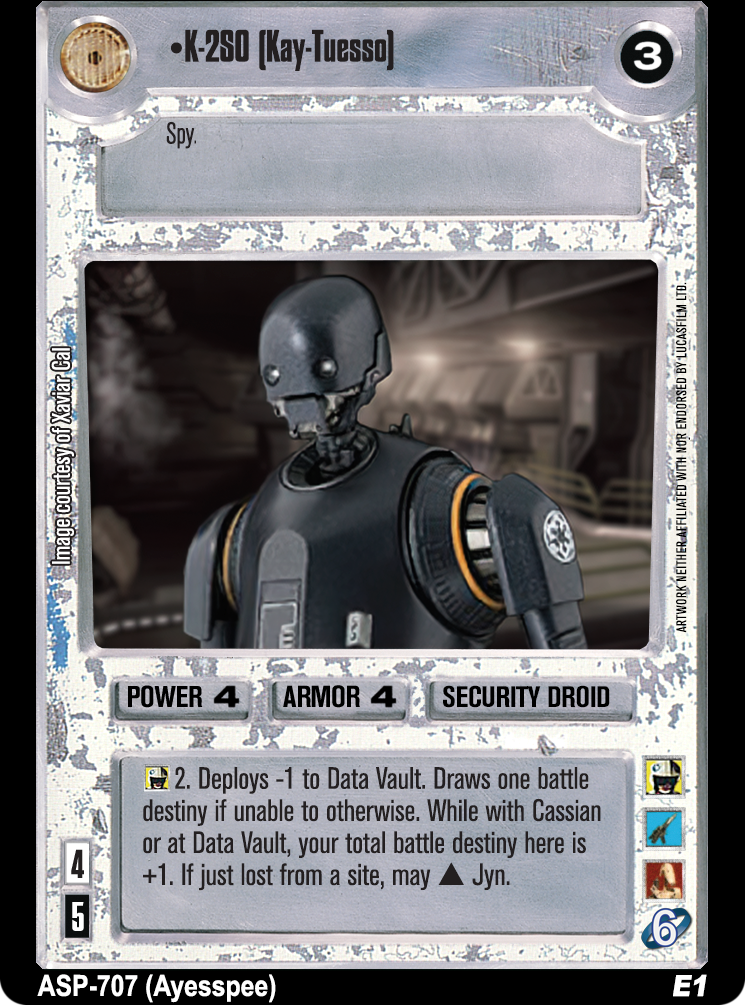 •K-2SO (Kay-Tuesso)
3
Spy.
Image courtesy of Xaviar Cal
ARTWORK NEITHER AFFILIATED WITH NOR ENDORSED BY LUCASFILM LTD.
POWER 4
ARMOR 4
SECURITY DROID
2. Deploys -1 to Data Vault. Draws one battle
destiny if unable to otherwise. While with Cassian
or at Data Vault, your total battle destiny here is
+1. If just lost from a site, may ▲ Jyn.
4
5
6
ASP-707 (Ayesspee)
E1